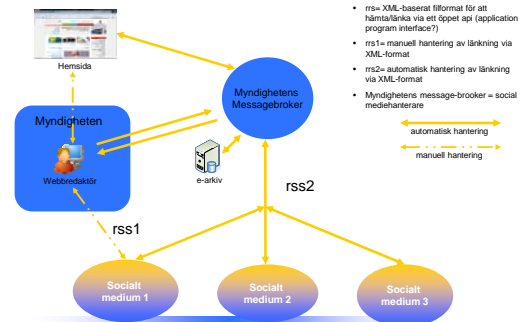 Hemsida
Myndigheten
Webbredaktör
Myndighetens
Messagebroker
e-arkiv
rss2
rss1
Socialt
medium 1
Socialt
medium 2
Socialt
medium 3
• rrs= XML-baserat filformat för att
hämta/länka via ett öppet api (application
program interface?)
• rrs1= manuell hantering av länkning via
XML-format
• rrs2= automatisk hantering av länkning
via XML-format
• Myndighetens message-brooker = social
mediehanterare
automatisk hantering
manuell hantering